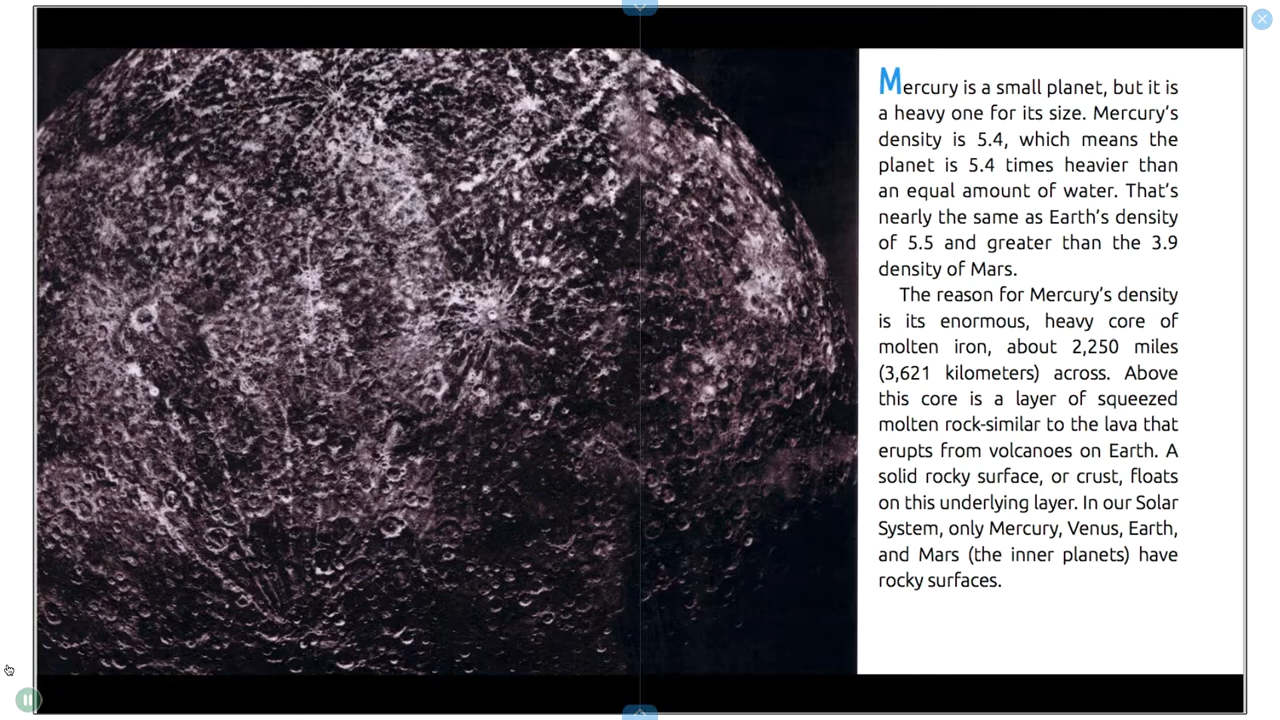 Mercury is a small planet, but it is
a heavy one for its size. Mercury’s
density is 5.4, which means the
planet is 5.4 times heavier than
an equal amount of water. That’s
nearly the same as Earth’s density
of 5.5 and greater than the 3.9
density of Mars.
The reason for Mercury’s density
is its enormous, heavy core of
molten iron, about 2,250 miles
(3,621 kilometers) across. Above
this core is a layer of squeezed
molten rock-similar to the lava that
erupts from volcanoes on Earth. A
solid rocky surface, or crust, floats
on this underlying layer. In our Solar
System, only Mercury, Venus, Earth,
and Mars (the inner planets) have
rocky surfaces.